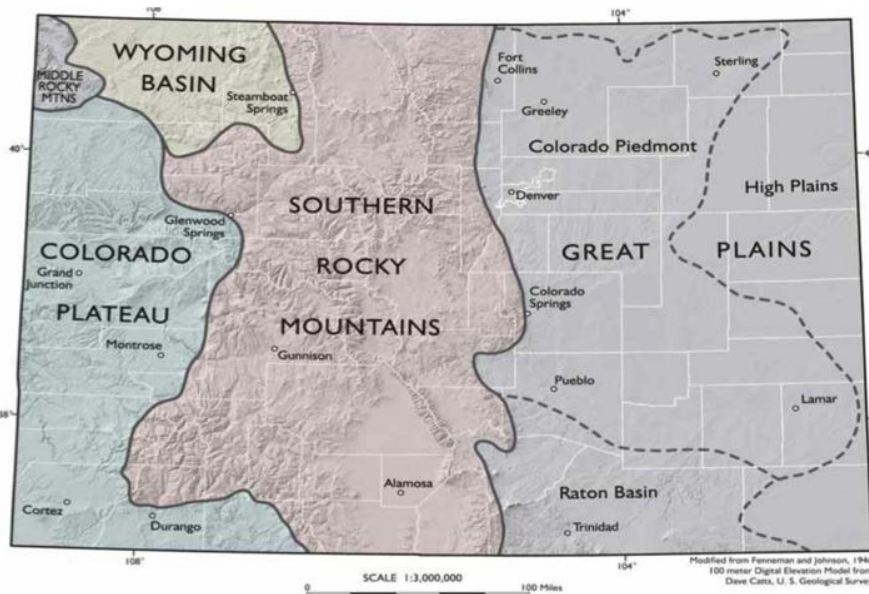 106°
104°
WYOMING
BASIN
MIDDLE
ROCKY
MTNS
Steamboat
Springs
Fort
Collins
Sterling
Greeley
Colorado Piedmont
40°
Denver
High Plains
Glenwood
Springs
SOUTHERN
ROCKY
MOUNTAINS
COLORADO
PLATEAU
GREAT
PLAINS
Grand
Junction
Colorado
Springs
Montrose
Gunnison
Pueblo
Lamar
Alamosa
Raton Basin
Cortez
Durango
Trinidad
108°
104°
Modified from Fenneman and Johnson, 194
100 meter Digital Elevation Model from
Dave Catts, U. S. Geological Survey
SCALE 1:3,000,000
0
100 Miles